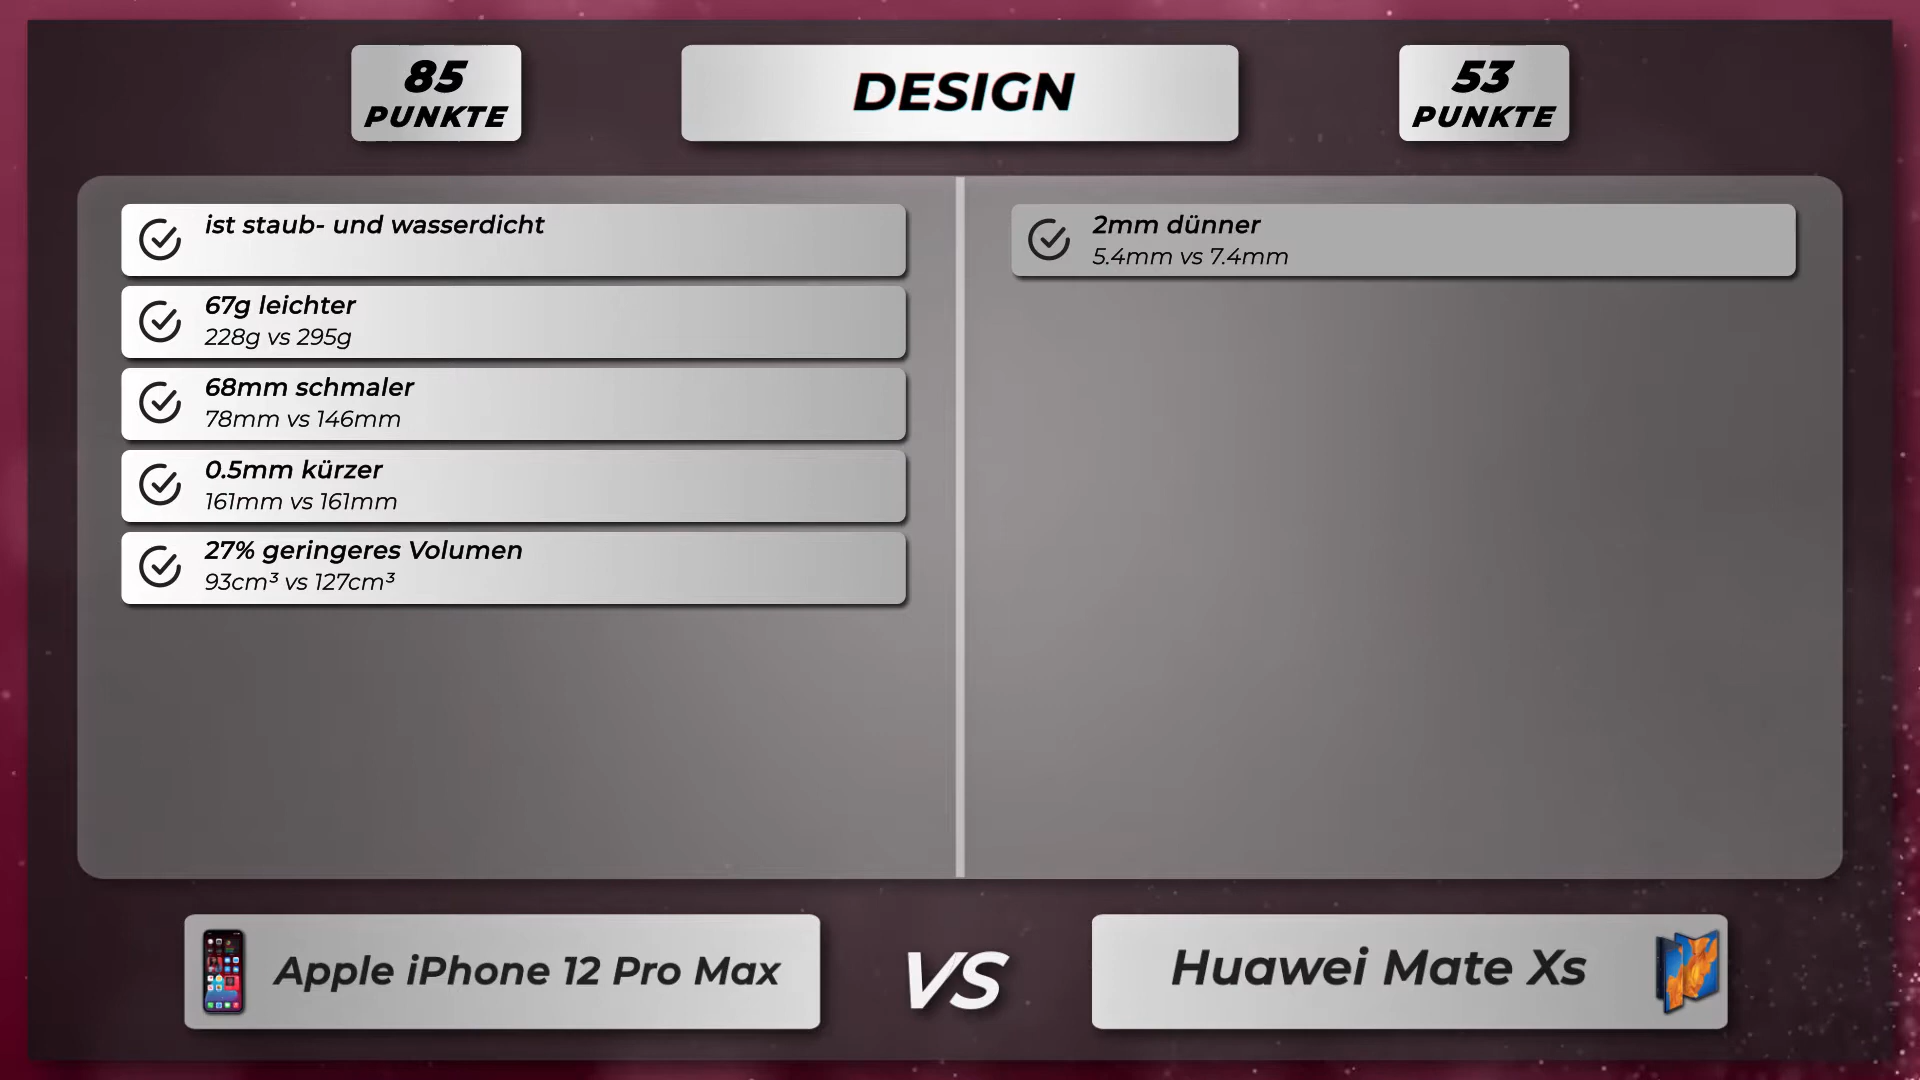 85
PUNKTE
DESIGN
53
PUNKTE
ist staub- und wasserdicht
67g leichter
228g vs 295g
68mm schmaler
78mm vs 146mm
0.5mm kürzer
161mm vs 161mm
27% geringeres Volumen
93cm³ vs 127cm³
2mm dünner
5.4mm vs 7.4mm
Apple iPhone 12 Pro Max
VS
Huawei Mate Xs